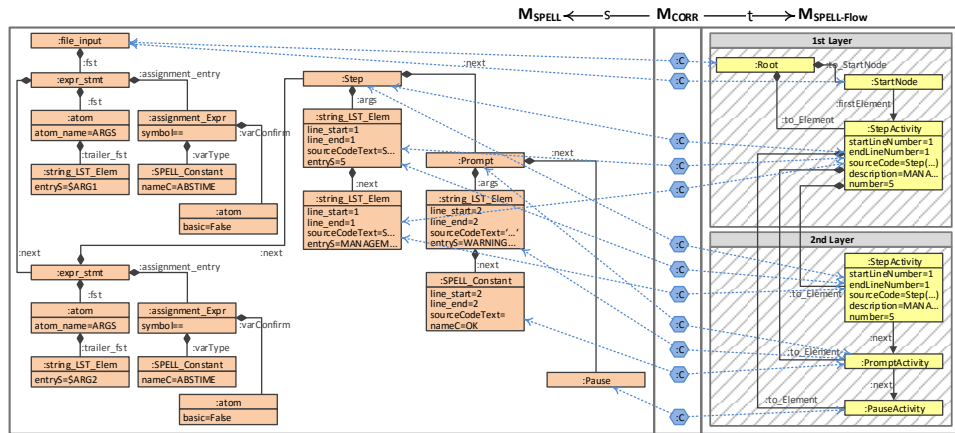 M_SPELL s M_CORR t M_SPELL-Flow
:file_input
:fst
:expr_stmt
:assignment_entry
:fst
:atom
atom_name=ARGS
:assignment_Expr
symbol==
:varConfirm
:trailer_fst
:varType
:string_LST_Elem
entryS=$ARG1
:SPELL_Constant
nameC=ABSTIME
:atom
basic=False
:next
:expr_stmt
:assignment_entry
:fst
:atom
atom_name=ARGS
:assignment_Expr
symbol==
:varConfirm
:trailer_fst
:varType
:string_LST_Elem
entryS=$ARG2
:SPELL_Constant
nameC=ABSTIME
:atom
basic=False
:next
:Step
:next
:args
:string_LST_Elem
line_start=1
line_end=1
sourceCodeText=S...
entryS=5
:next
:string_LST_Elem
line_start=1
line_end=1
sourceCodeText=S...
entryS=MANAGEM...
:Prompt
:next
:args
:string_LST_Elem
line_start=2
line_end=2
sourceCodeText='...'
entryS=WARNING...
:next
:SPELL_Constant
line_start=2
line_end=2
sourceCodeText=
nameC=OK
:Pause
:C
:C
:C
:C
:C
:C
:C
:C
:C
:C
:C
:C
1st Layer
:Root
:to_StartNode
:StartNode
:firstElement
:to_Element
:StepActivity
startLineNumber=1
endLineNumber=1
sourceCode=Step(...)
description=MANA...
number=5
2nd Layer
:StepActivity
startLineNumber=1
endLineNumber=1
:to_Element
sourceCode=Step(...)
description=MANA...
number=5
:next
:to_Element
:PromptActivity
:next
:to_Element
:PauseActivity